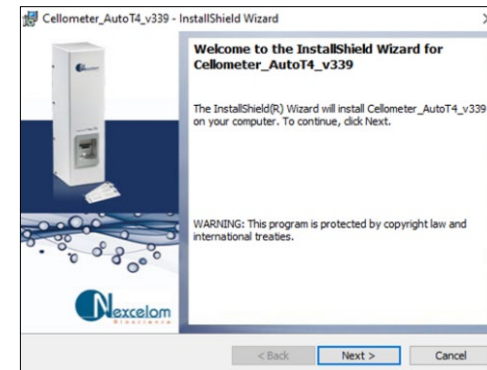 Cellometer_AutoT4_v339 - InstallShield Wizard
Welcome to the InstallShield Wizard for
Cellometer_AutoT4_v339
The InstallShield(R) Wizard will install Cellometer_AutoT4_v339
on your computer. To continue, click Next.
WARNING: This program is protected by copyright law and
international treaties.
Nexcelom
Bioscience
< Back
Next >
Cancel